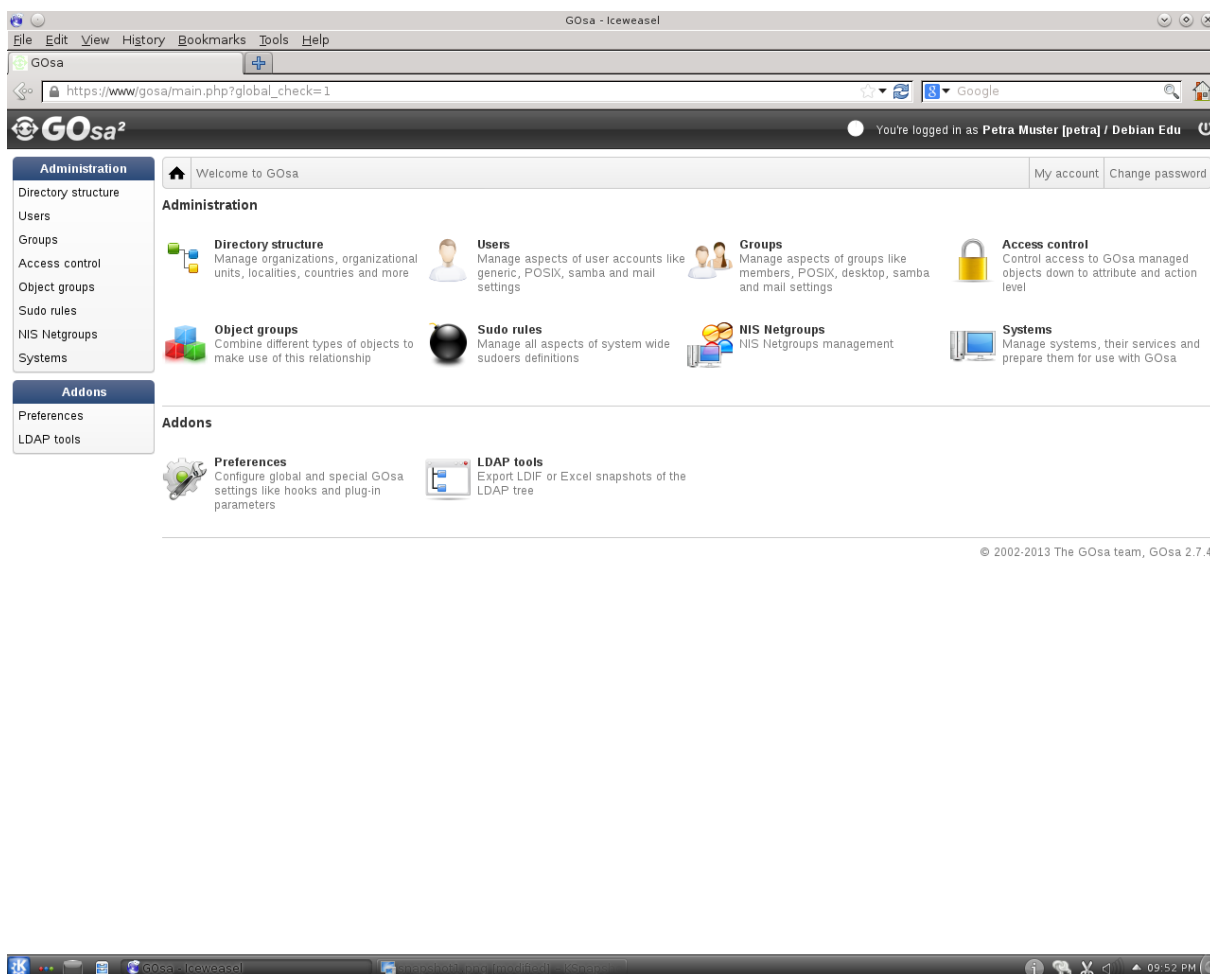 GOsa - Iceweasel
File Edit View History Bookmarks Tools Help
GOsa
https://www/gosa/main.php?global_check=1
Google
GOsa²
You're logged in as Petra Muster [petra] / Debian Edu
Administration
Directory structure
Users
Groups
Access control
Object groups
Sudo rules
NIS Netgroups
Systems
Addons
Preferences
LDAP tools
Welcome to GOsa
My account
Change password
Administration
Directory structure
Manage organizations, organizational
units, localities, countries and more
Users
Manage aspects of user accounts like
generic, POSIX, samba and mail
settings
Groups
Manage aspects of groups like
members, POSIX, desktop, samba
and mail settings
Access control
Control access to GOsa managed
objects down to attribute and action
level
Object groups
Combine different types of objects to
make use of this relationship
Sudo rules
Manage all aspects of system wide
sudoers definitions
NIS Netgroups
NIS Netgroups management
Systems
Manage systems, their services and
prepare them for use with GOsa
Addons
Preferences
Configure global and special GOsa
settings like hooks and plug-in
parameters
LDAP tools
Export LDIF or Excel snapshots of the
LDAP tree
© 2002-2013 The GOsa team, GOsa 2.7.4
GOsa - Iceweasel
09:52 PM